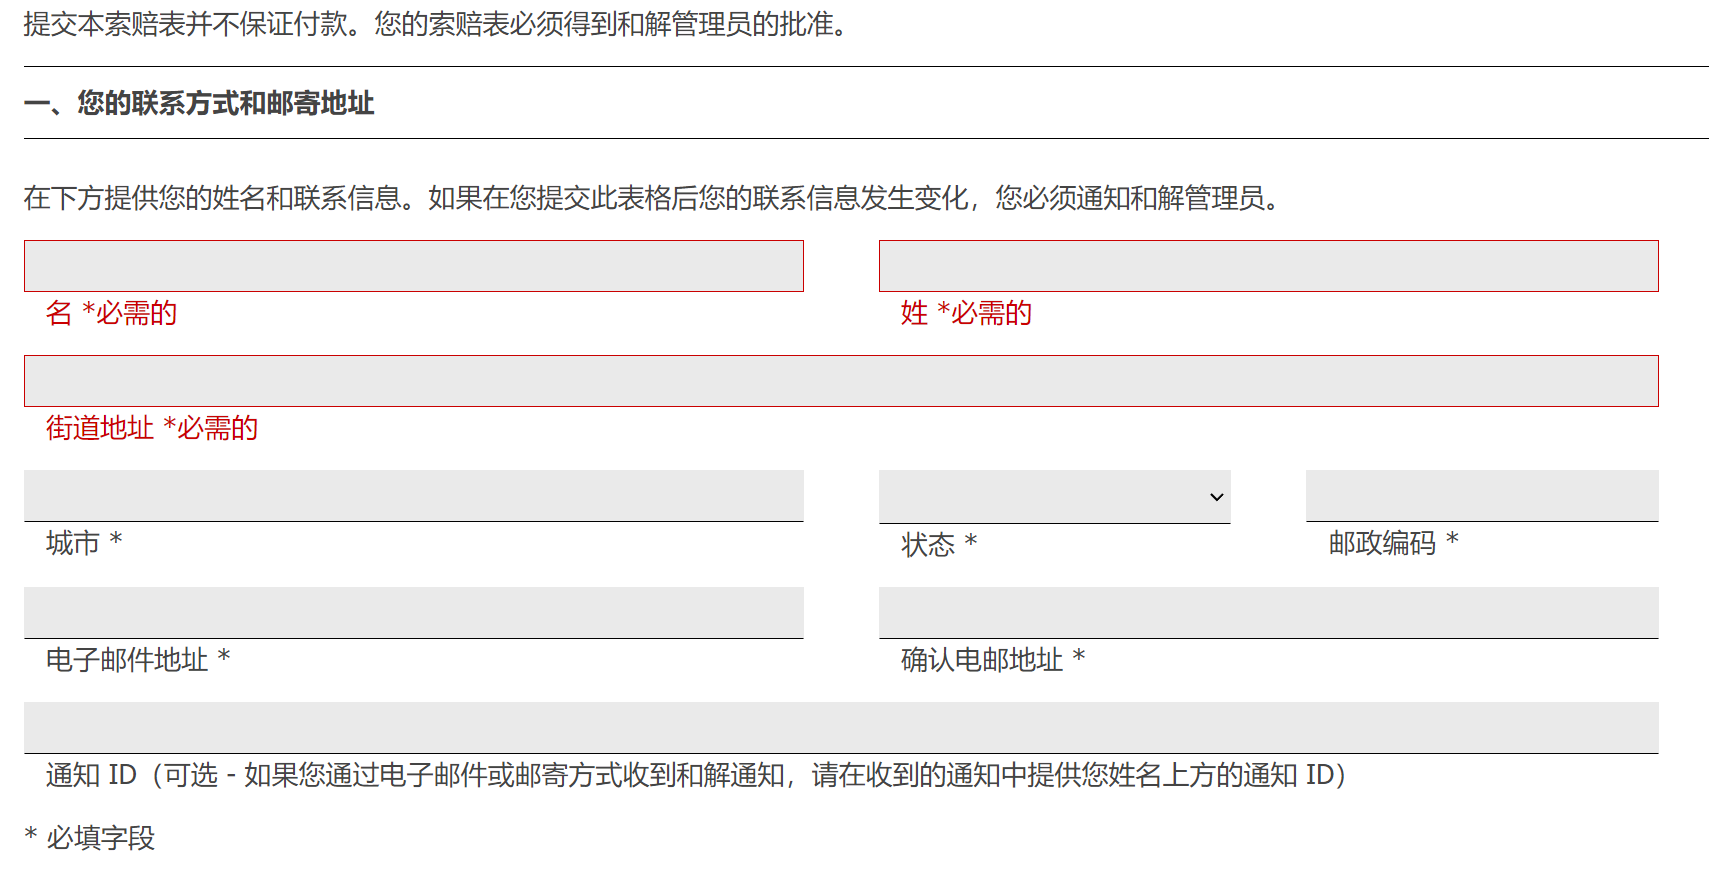 提交本索赔表并不保证付款。您的索赔表必须得到和解管理员的批准。
一、您的联系方式和邮寄地址
在下方提供您的姓名和联系信息。如果在您提交此表格后您的联系信息发生变化，您必须通知和解管理员。
名 *必需的
姓 *必需的
街道地址 *必需的
城市 *
状态 *
邮政编码 *
电子邮件地址 *
确认电邮地址 *
通知 ID（可选 - 如果您通过电子邮件或邮寄方式收到和解通知，请在收到的通知中提供您姓名上方的通知 ID）
* 必填字段